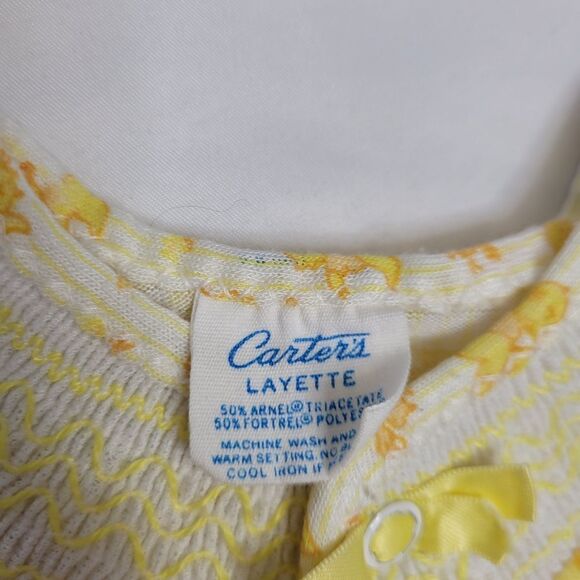 Carter's
LAYETTE
50% ARNEL® TRIACETATE
50% FORTREL® POLYES
MACHINE WASH AND
WARM SETTING. NO
COOL IRON IF